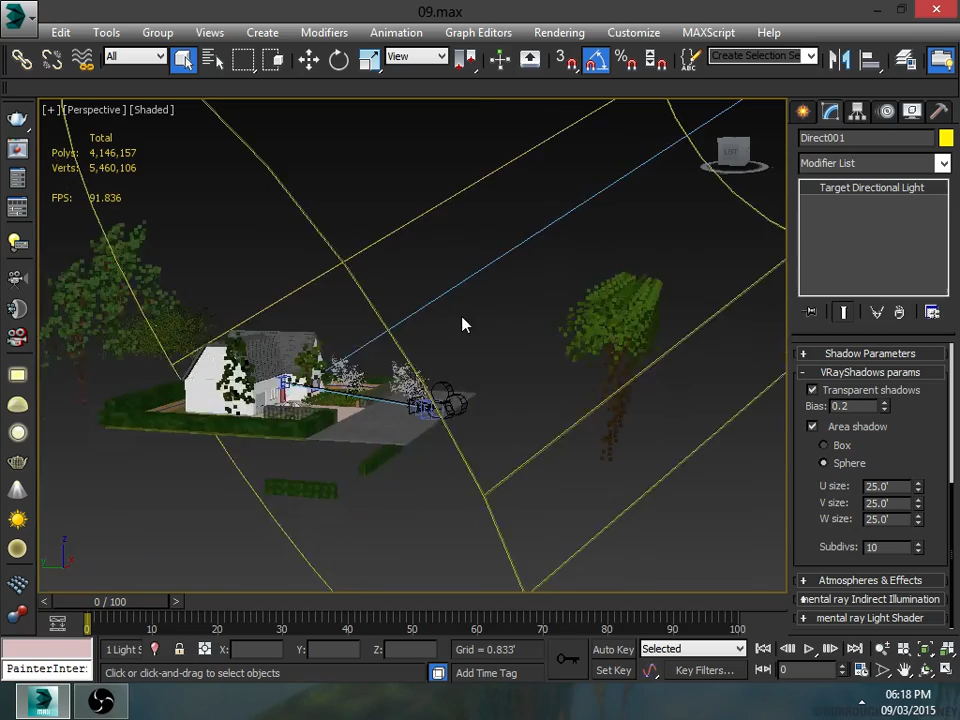 09.max
Edit Tools Group Views Create Modifiers Animation Graph Editors Rendering Customize MAXScript Help
All View 3 % Create Selection Se
[+] [Perspective] [Shaded]
Total
Polys: 4,146,157
Verts: 5,460,106
FPS: 91.836
LEFT
Direct001
Modifier List
Target Directional Light
+ Shadow Parameters
- VRayShadows params
Transparent shadows
Bias: 0.2
Area shadow
Box
Sphere
U size: 25.0'
V size: 25.0'
W size: 25.0'
Subdivs: 10
+ Atmospheres & Effects
mental ray Indirect Illumination
+ mental ray Light Shader
z
y x
< 0 / 100 >
0 10 20 30 40 50 60 70 80 90 100
1 Light S X: Y: Z: Grid = 0.833' Auto Key Selected
PainterInter: Click or click-and-drag to select objects Add Time Tag Set Key Key Filters... 0
06:18 PM
09/03/2015